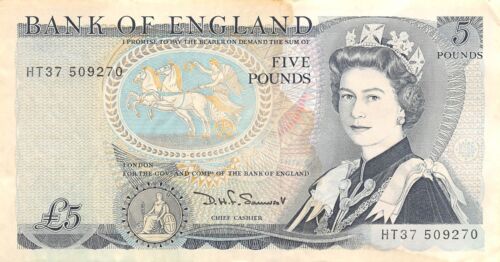 BANK OF ENGLAND
I PROMISE TO PAY THE BEARER ON DEMAND THE SUM OF
5
POUNDS
HT37 509270
FIVE
POUNDS
LONDON
FOR THE GOVR AND COMPA OF THE BANK OF ENGLAND
D.H.F. Somerset
CHIEF CASHIER
£5
HT37 509270